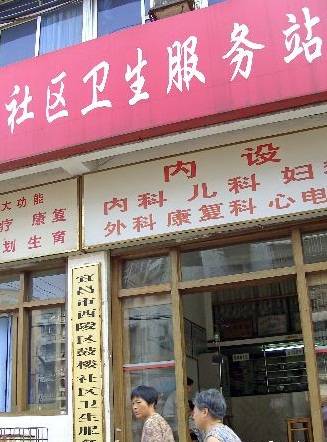 社区卫生服务站
大功能
疗 康复
划生育
内设
内科 儿科 妇
外科康复科心电
宜昌市西陵区鼓楼社区卫生服务